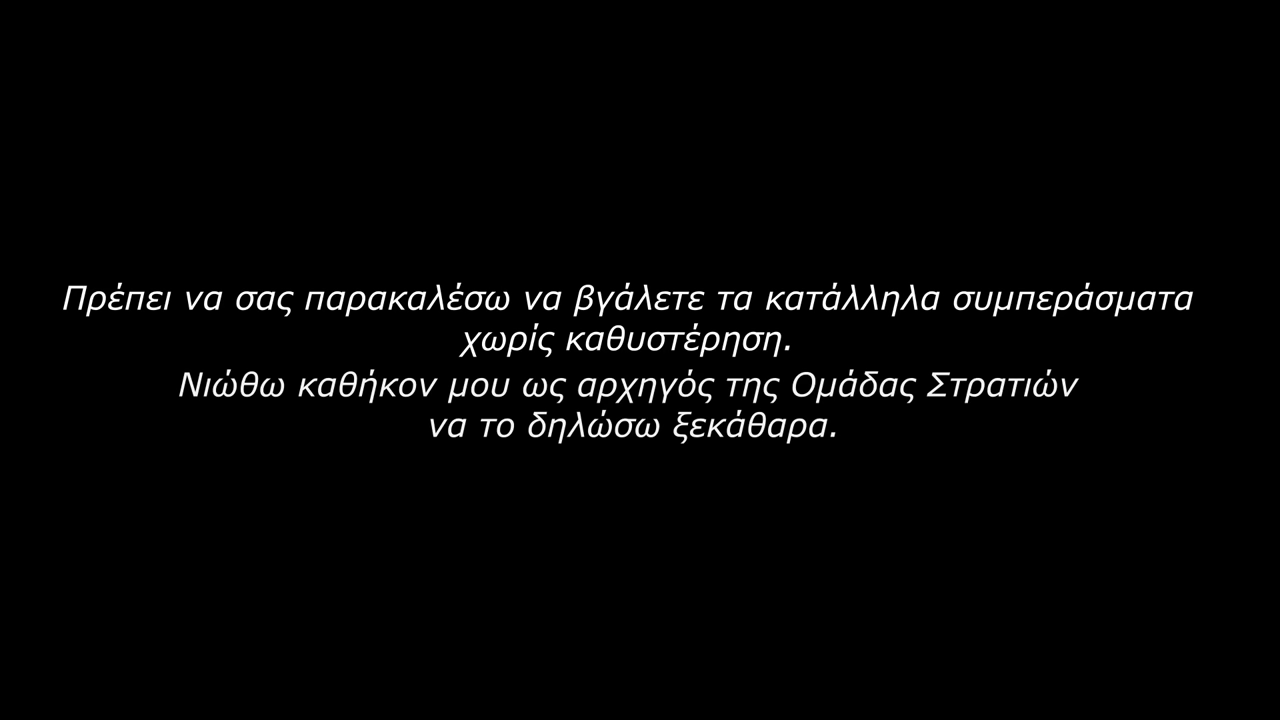 Πρέπει να σας παρακαλέσω να βγάλετε τα κατάλληλα συμπεράσματα
χωρίς καθυστέρηση.
Νιώθω καθήκον μου ως αρχηγός της Ομάδας Στρατιών
να το δηλώσω ξεκάθαρα.